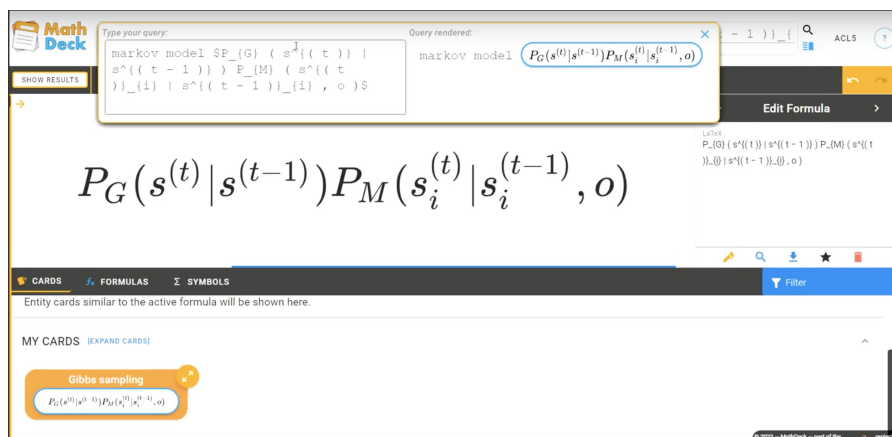 Math
Deck
Type your query:
markov model $P_{G} ( s^{( t )} |
s^{( t - 1 )} ) P_{M} ( s^{( t
)}_{i} | s^{( t - 1 )}_{i} , o )$
Query rendered:
markov model P_G(s^{(t)}|s^{(t-1)})P_M(s_i^{(t)}|s_i^{(t-1)}, o)
- 1 )}_{
ACL5
?
SHOW RESULTS
Edit Formula
LaTeX
P_{G} ( s^{( t )} | s^{( t - 1 )} ) P_{M} ( s^{( t
)}_{i} | s^{( t - 1 )}_{i} , o )
P_G(s^{(t)}|s^{(t-1)})P_M(s_i^{(t)}|s_i^{(t-1)}, o)
CARDS
fx FORMULAS
Σ SYMBOLS
Filter
Entity cards similar to the active formula will be shown here.
MY CARDS [EXPAND CARDS]
Gibbs sampling
P_G(s^{(t)}|s^{(t-1)})P_M(s_i^{(t)}|s_i^{(t-1)}, o)